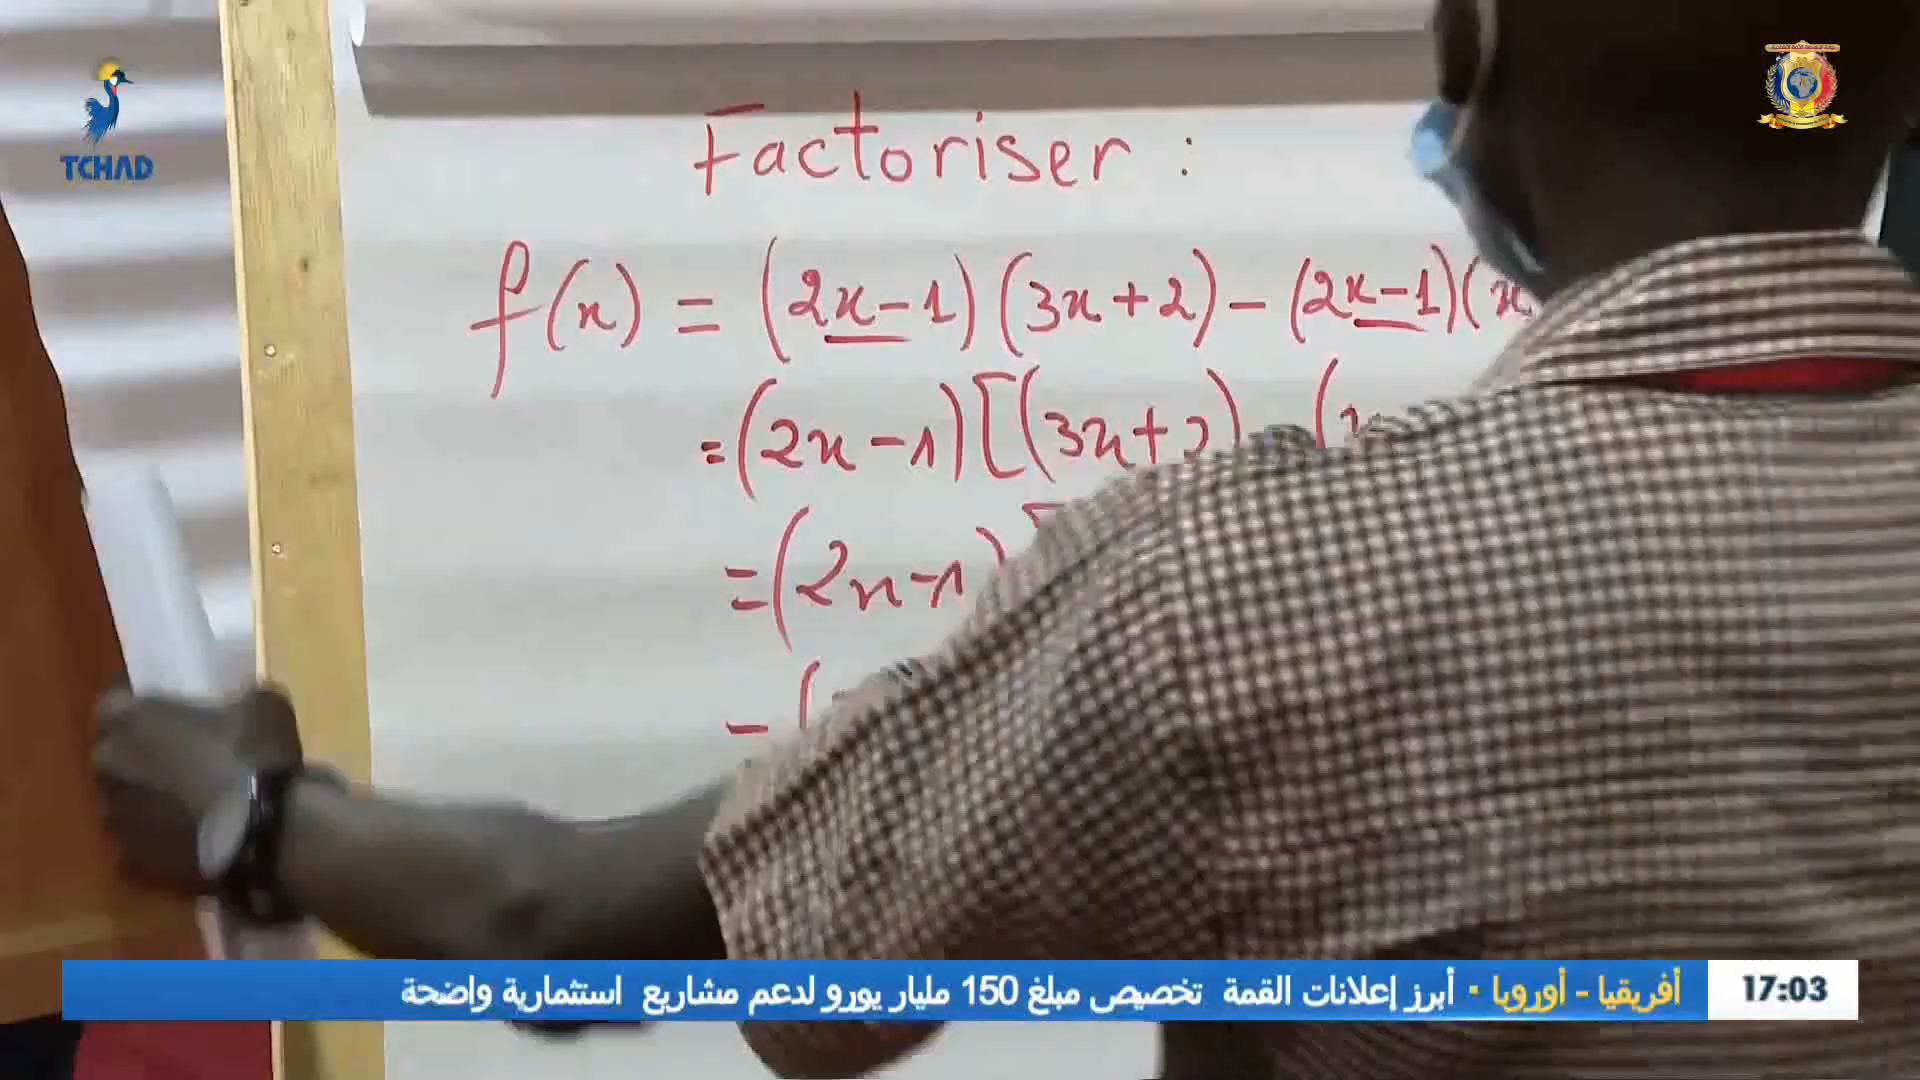 TCHAD
Factoriser :
f(x) = (2x-1)(3x+2)-(2x-1)(x
=(2x-1)[(3x+2) - (x
=(2x-1)[
= (
17:03
أفريقيا - أوروبا · أبرز إعلانات القمة تخصيص مبلغ 150 مليار يورو لدعم مشاريع استثمارية واضحة